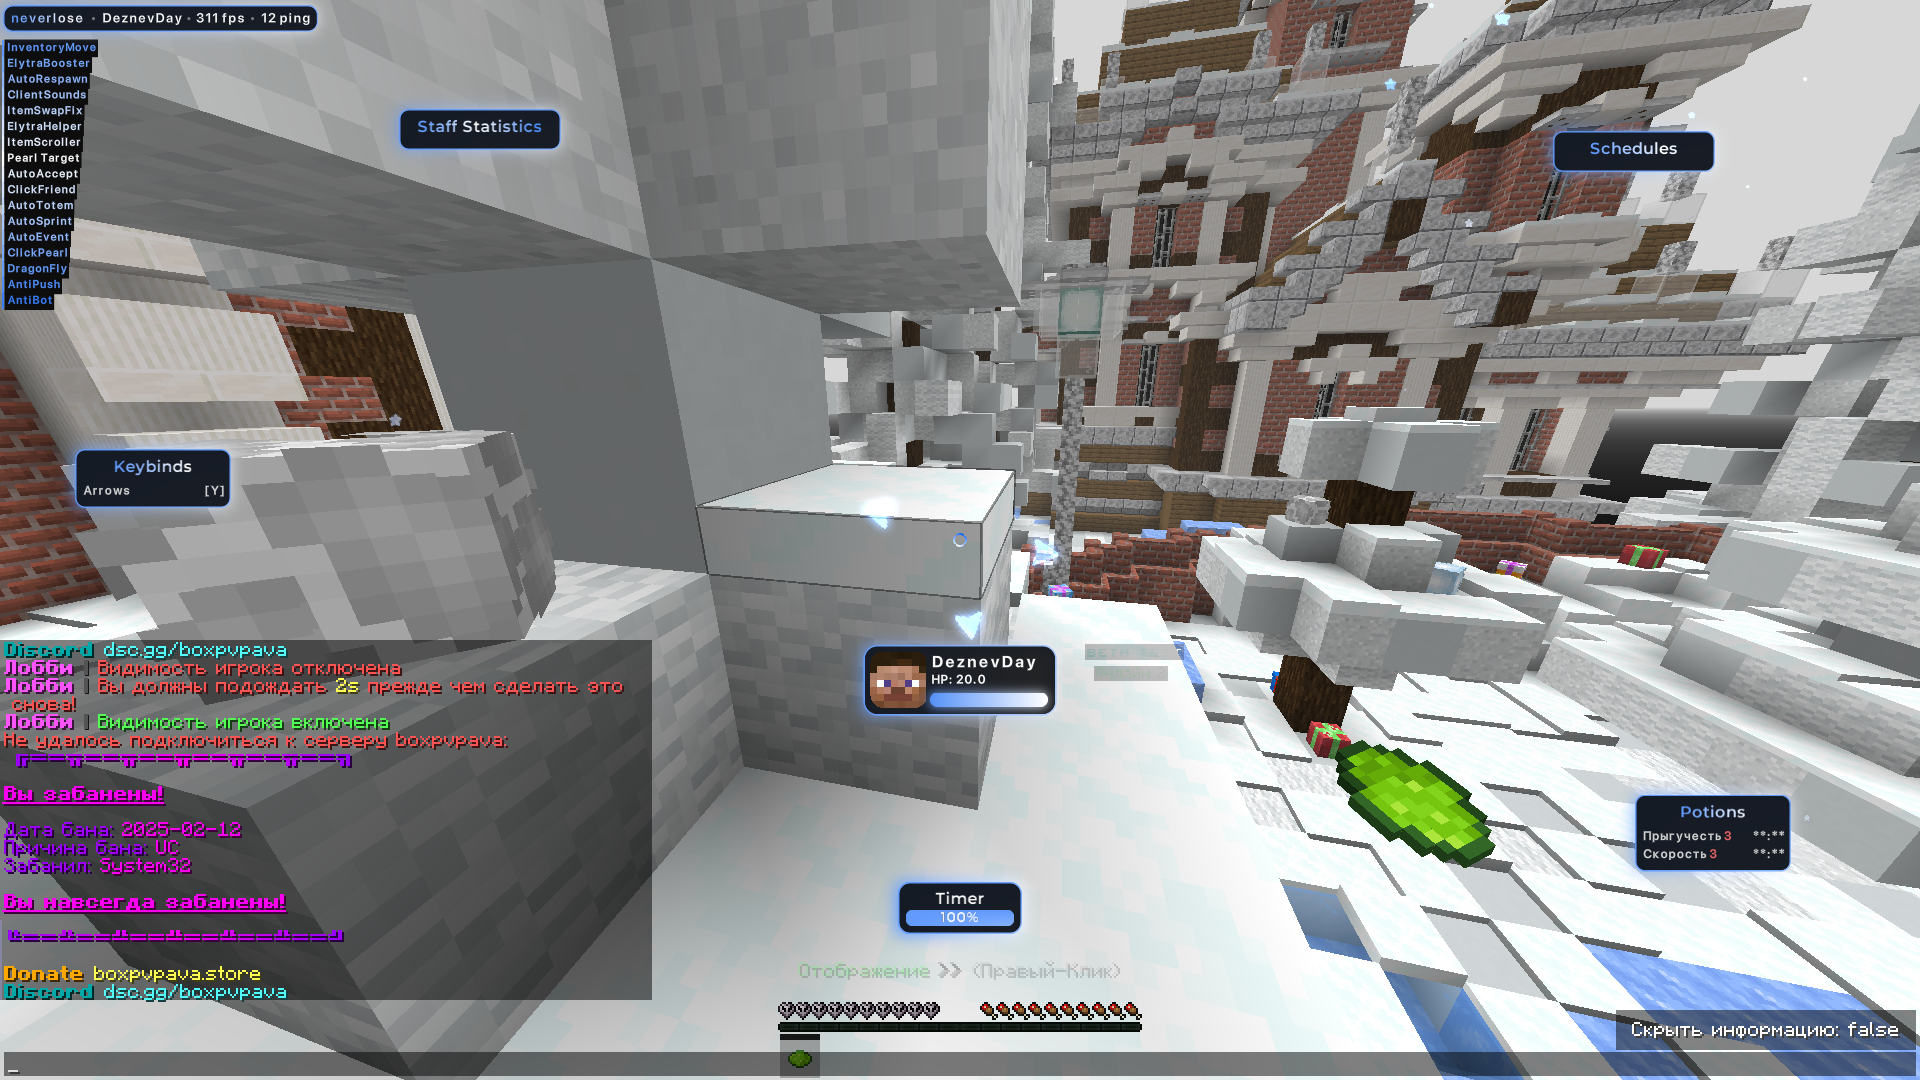 neverlose · DeznevDay · 311 fps · 12 ping
InventoryMove
ElytraBooster
AutoRespawn
ClientSounds
ItemSwapFix
ElytraHelper
ItemScroller
Pearl Target
AutoAccept
ClickFriend
AutoTotem
AutoSprint
AutoEvent
ClickPearl
DragonFly
AntiPush
AntiBot
Staff Statistics
Schedules
Keybinds
Arrows [Y]
Discord dsc.gg/boxpvpava
Лобби | Видимость игрока отключена
Лобби | Вы должны подождать 2s прежде чем сделать это
снова!
Лобби | Видимость игрока включена
Не удалось подключиться к серверу boxpvpava:
Вы забанены!
Дата бана: 2025-02-12
Причина бана: UC
Забанил: System32
Вы навсегда забанены!
Donate boxpvpava.store
Discord dsc.gg/boxpvpava
DeznevDay
HP: 20.0
Potions
Прыгучесть 3 **:**
Скорость 3 **:**
Timer
100%
Отображение >> (Правый-Клик)
Скрыть информацию: false
_